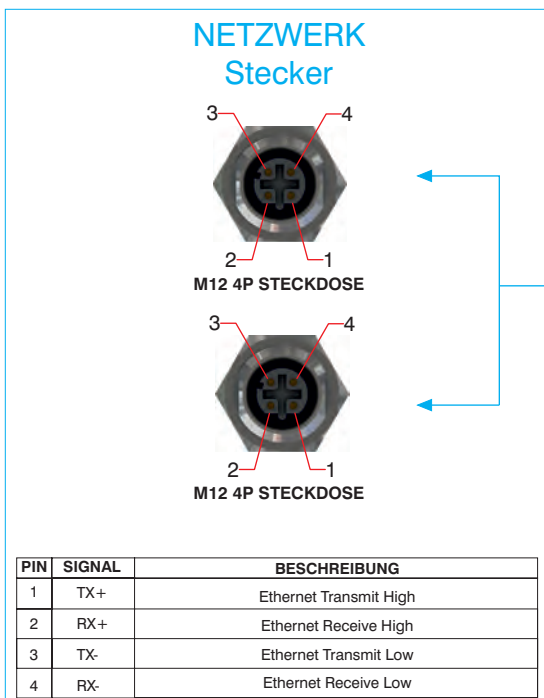 NETZWERK
Stecker
3 4
2 1
M12 4P STECKDOSE
3 4
2 1
M12 4P STECKDOSE
PIN SIGNAL BESCHREIBUNG
1 TX+ Ethernet Transmit High
2 RX+ Ethernet Receive High
3 TX- Ethernet Transmit Low
4 RX- Ethernet Receive Low